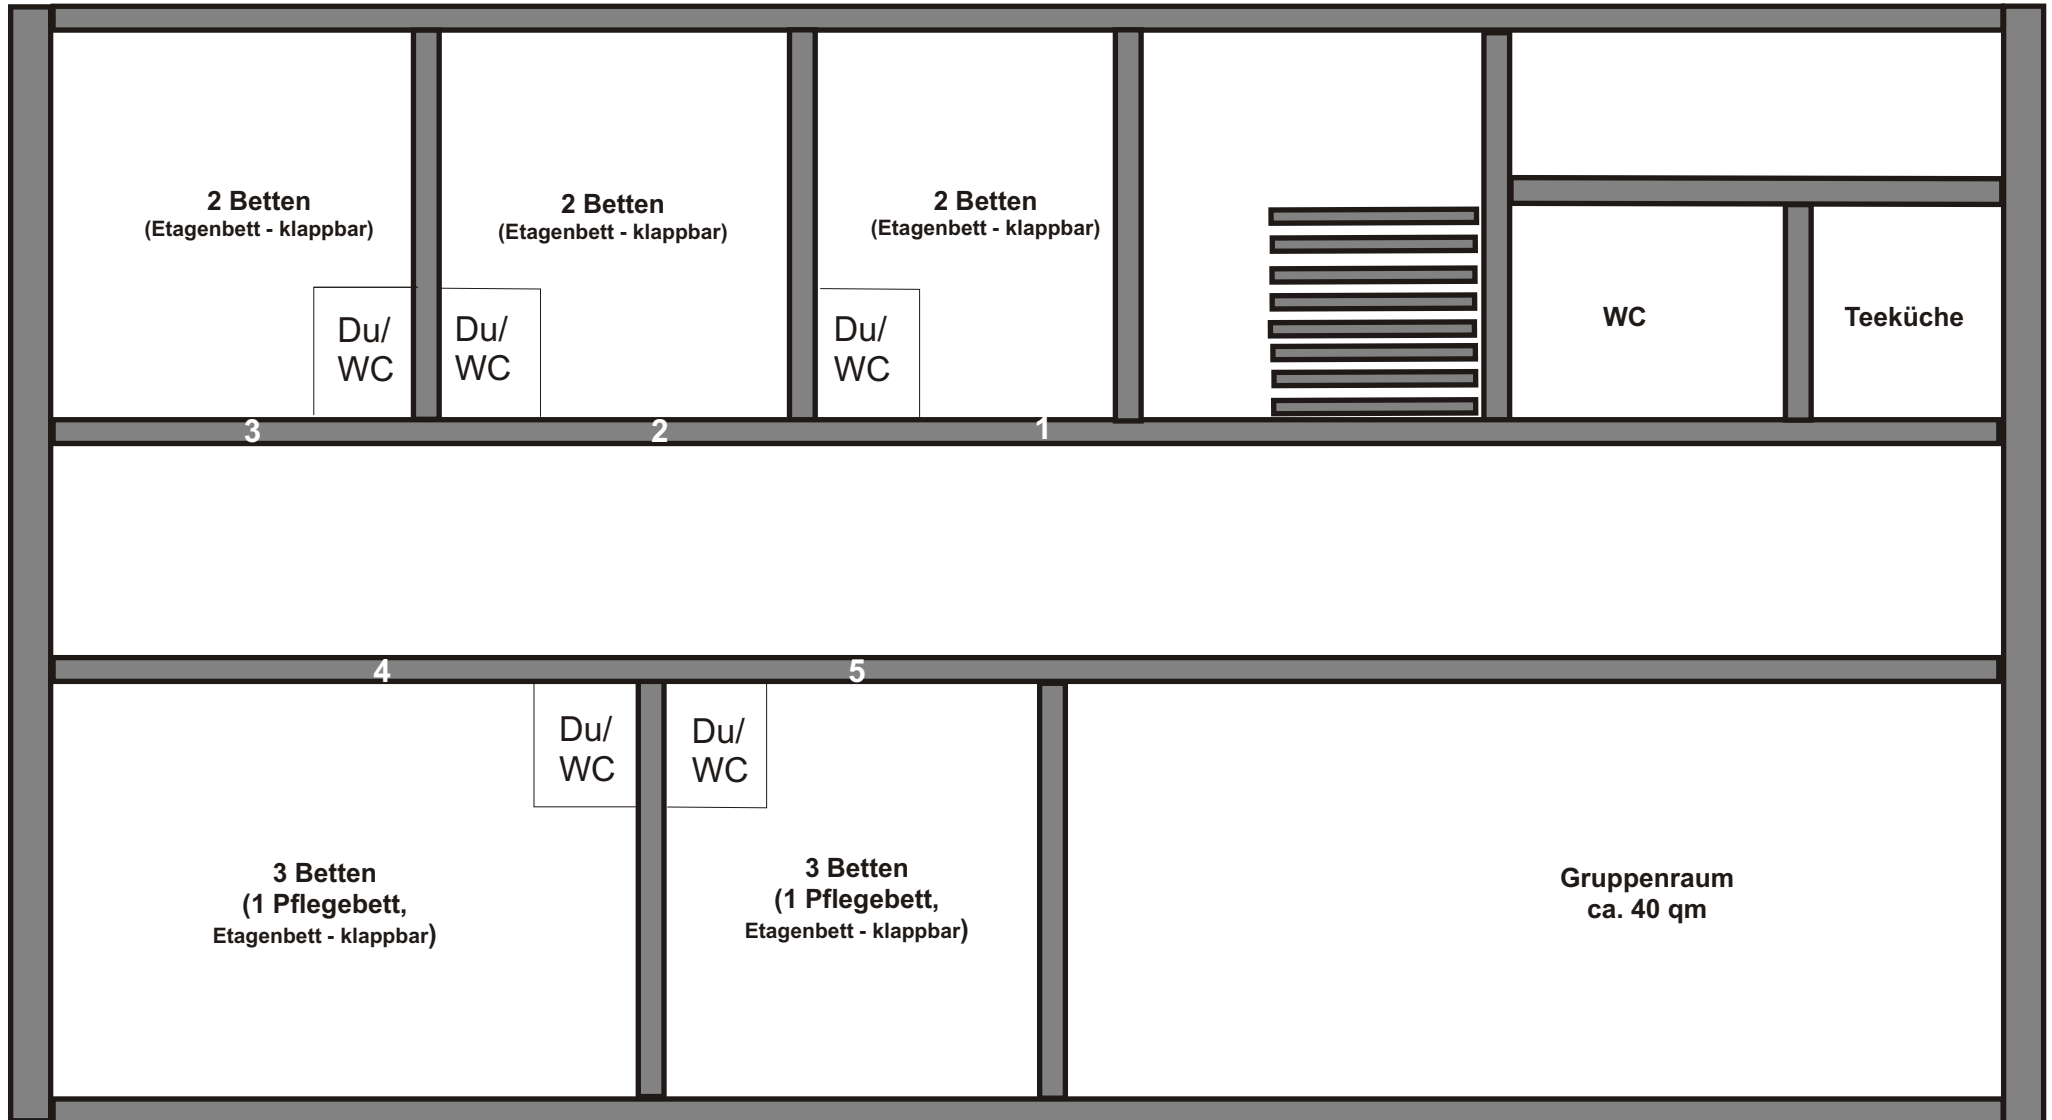 2 Betten
(Etagenbett - klappbar)
2 Betten
(Etagenbett - klappbar)
2 Betten
(Etagenbett - klappbar)
Du/
WC
Du/
WC
Du/
WC
WC
Teeküche
3
2
1
4
5
Du/
WC
Du/
WC
3 Betten
(1 Pflegebett,
Etagenbett - klappbar)
3 Betten
(1 Pflegebett,
Etagenbett - klappbar)
Gruppenraum
ca. 40 qm